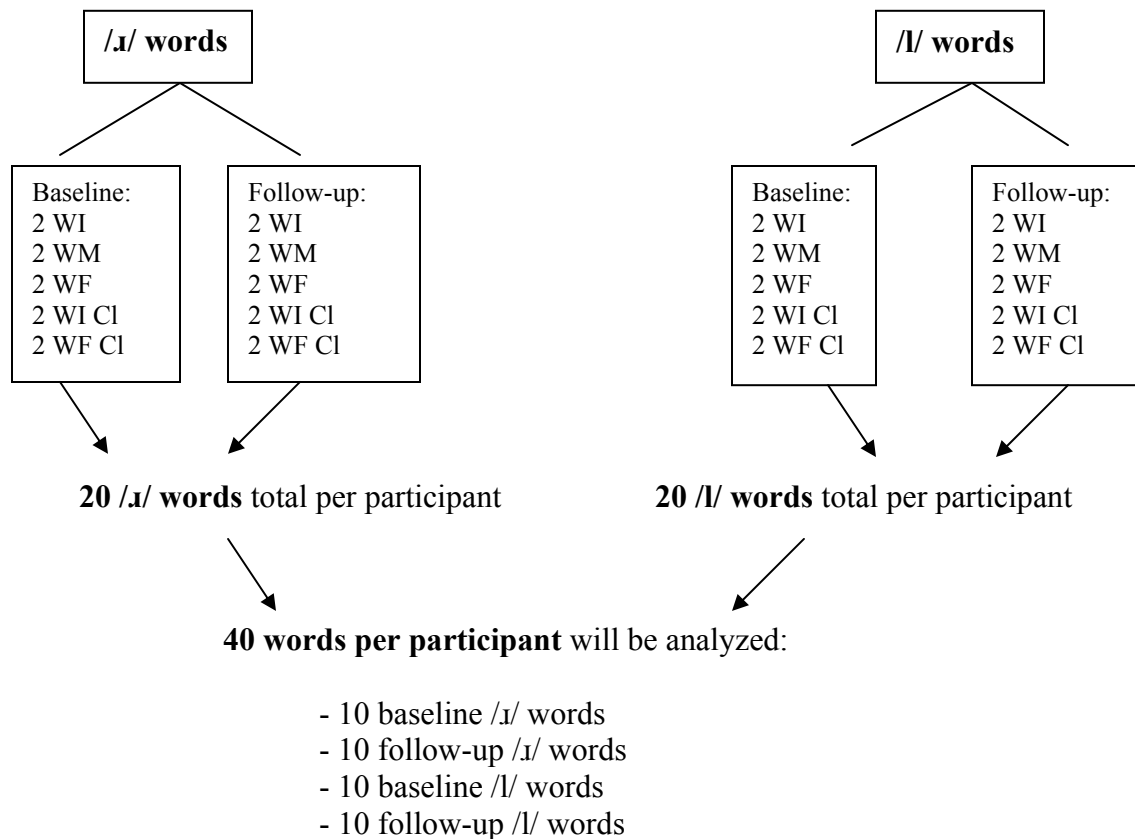 /ɹ/ words
/l/ words
Baseline:
2 WI
2 WM
2 WF
2 WI Cl
2 WF Cl
Follow-up:
2 WI
2 WM
2 WF
2 WI Cl
2 WF Cl
Baseline:
2 WI
2 WM
2 WF
2 WI Cl
2 WF Cl
Follow-up:
2 WI
2 WM
2 WF
2 WI Cl
2 WF Cl
20 /ɹ/ words total per participant
20 /l/ words total per participant
40 words per participant will be analyzed:
- 10 baseline /ɹ/ words
- 10 follow-up /ɹ/ words
- 10 baseline /l/ words
- 10 follow-up /l/ words